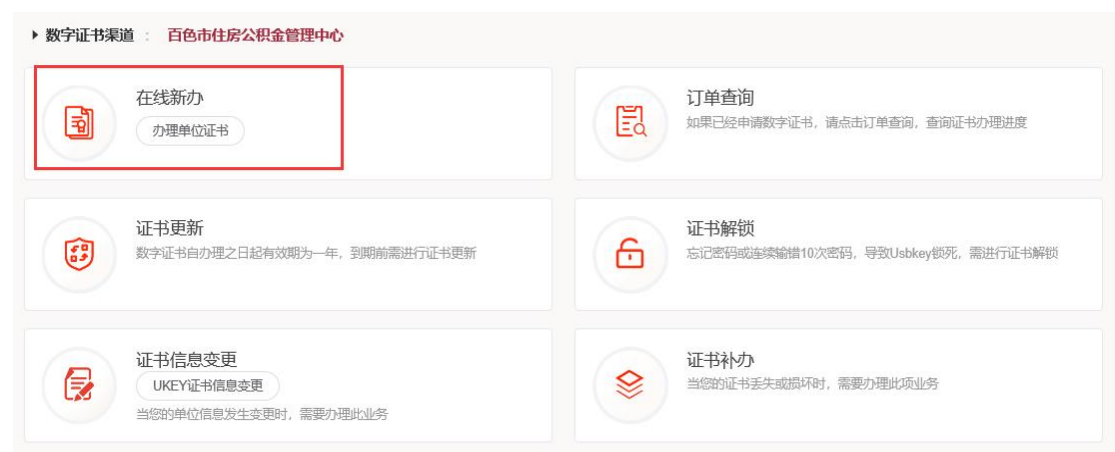 数字证书渠道 ： 百色市住房公积金管理中心
在线新办
办理单位证书
订单查询
如果已经申请数字证书，请点击订单查询，查询证书办理进度
证书更新
数字证书自办理之日起有效期为一年，到期前需进行证书更新
证书解锁
忘记密码或连续输错10次密码，导致Usbkey锁死，需进行证书解锁
证书信息变更
UKEY证书信息变更
当您的单位信息发生变更时，需要办理此业务
证书补办
当您的证书丢失或损坏时，需要办理此项业务